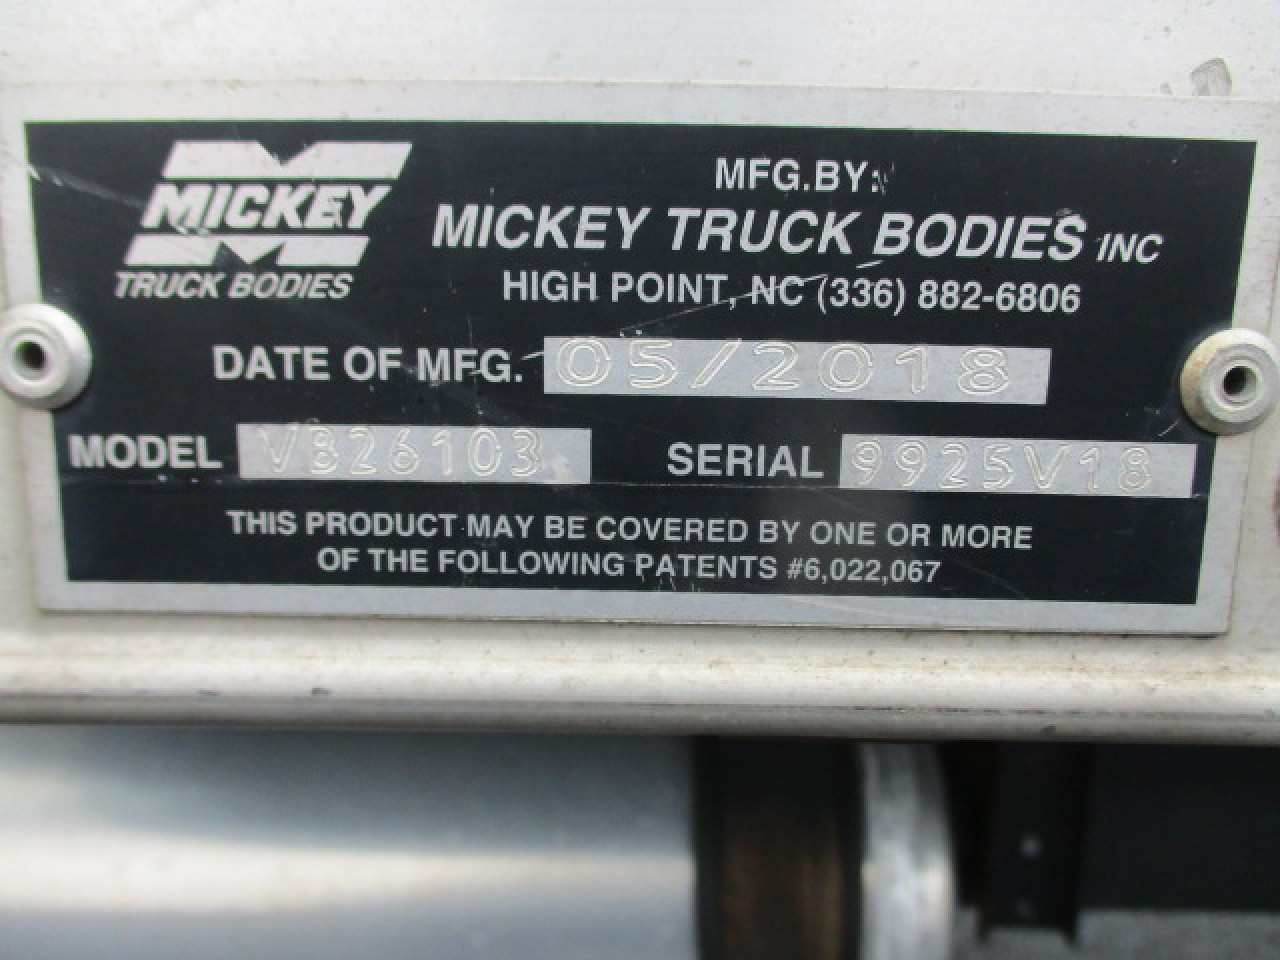 MICKEY
TRUCK BODIES
MFG.BY:
MICKEY TRUCK BODIES INC
HIGH POINT, NC (336) 882-6806
DATE OF MFG. 05/2018
MODEL VB26103 SERIAL 9925V18
THIS PRODUCT MAY BE COVERED BY ONE OR MORE
OF THE FOLLOWING PATENTS #6,022,067